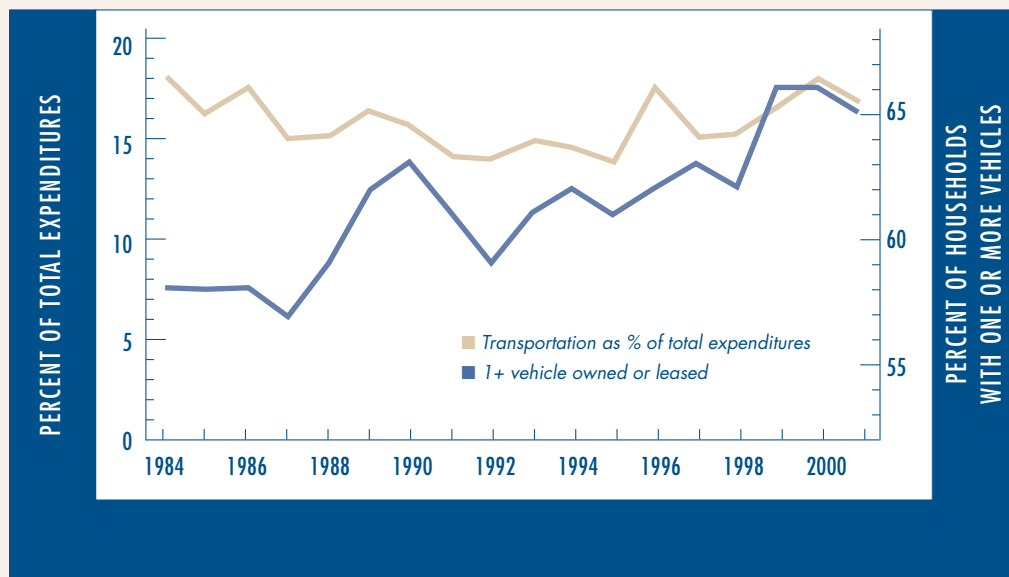 PERCENT OF TOTAL EXPENDITURES
20
15
10
5
0
1984 1986 1988 1990 1992 1994 1996 1998 2000
Transportation as % of total expenditures
1+ vehicle owned or leased
65
60
55
PERCENT OF HOUSEHOLDS
WITH ONE OR MORE VEHICLES